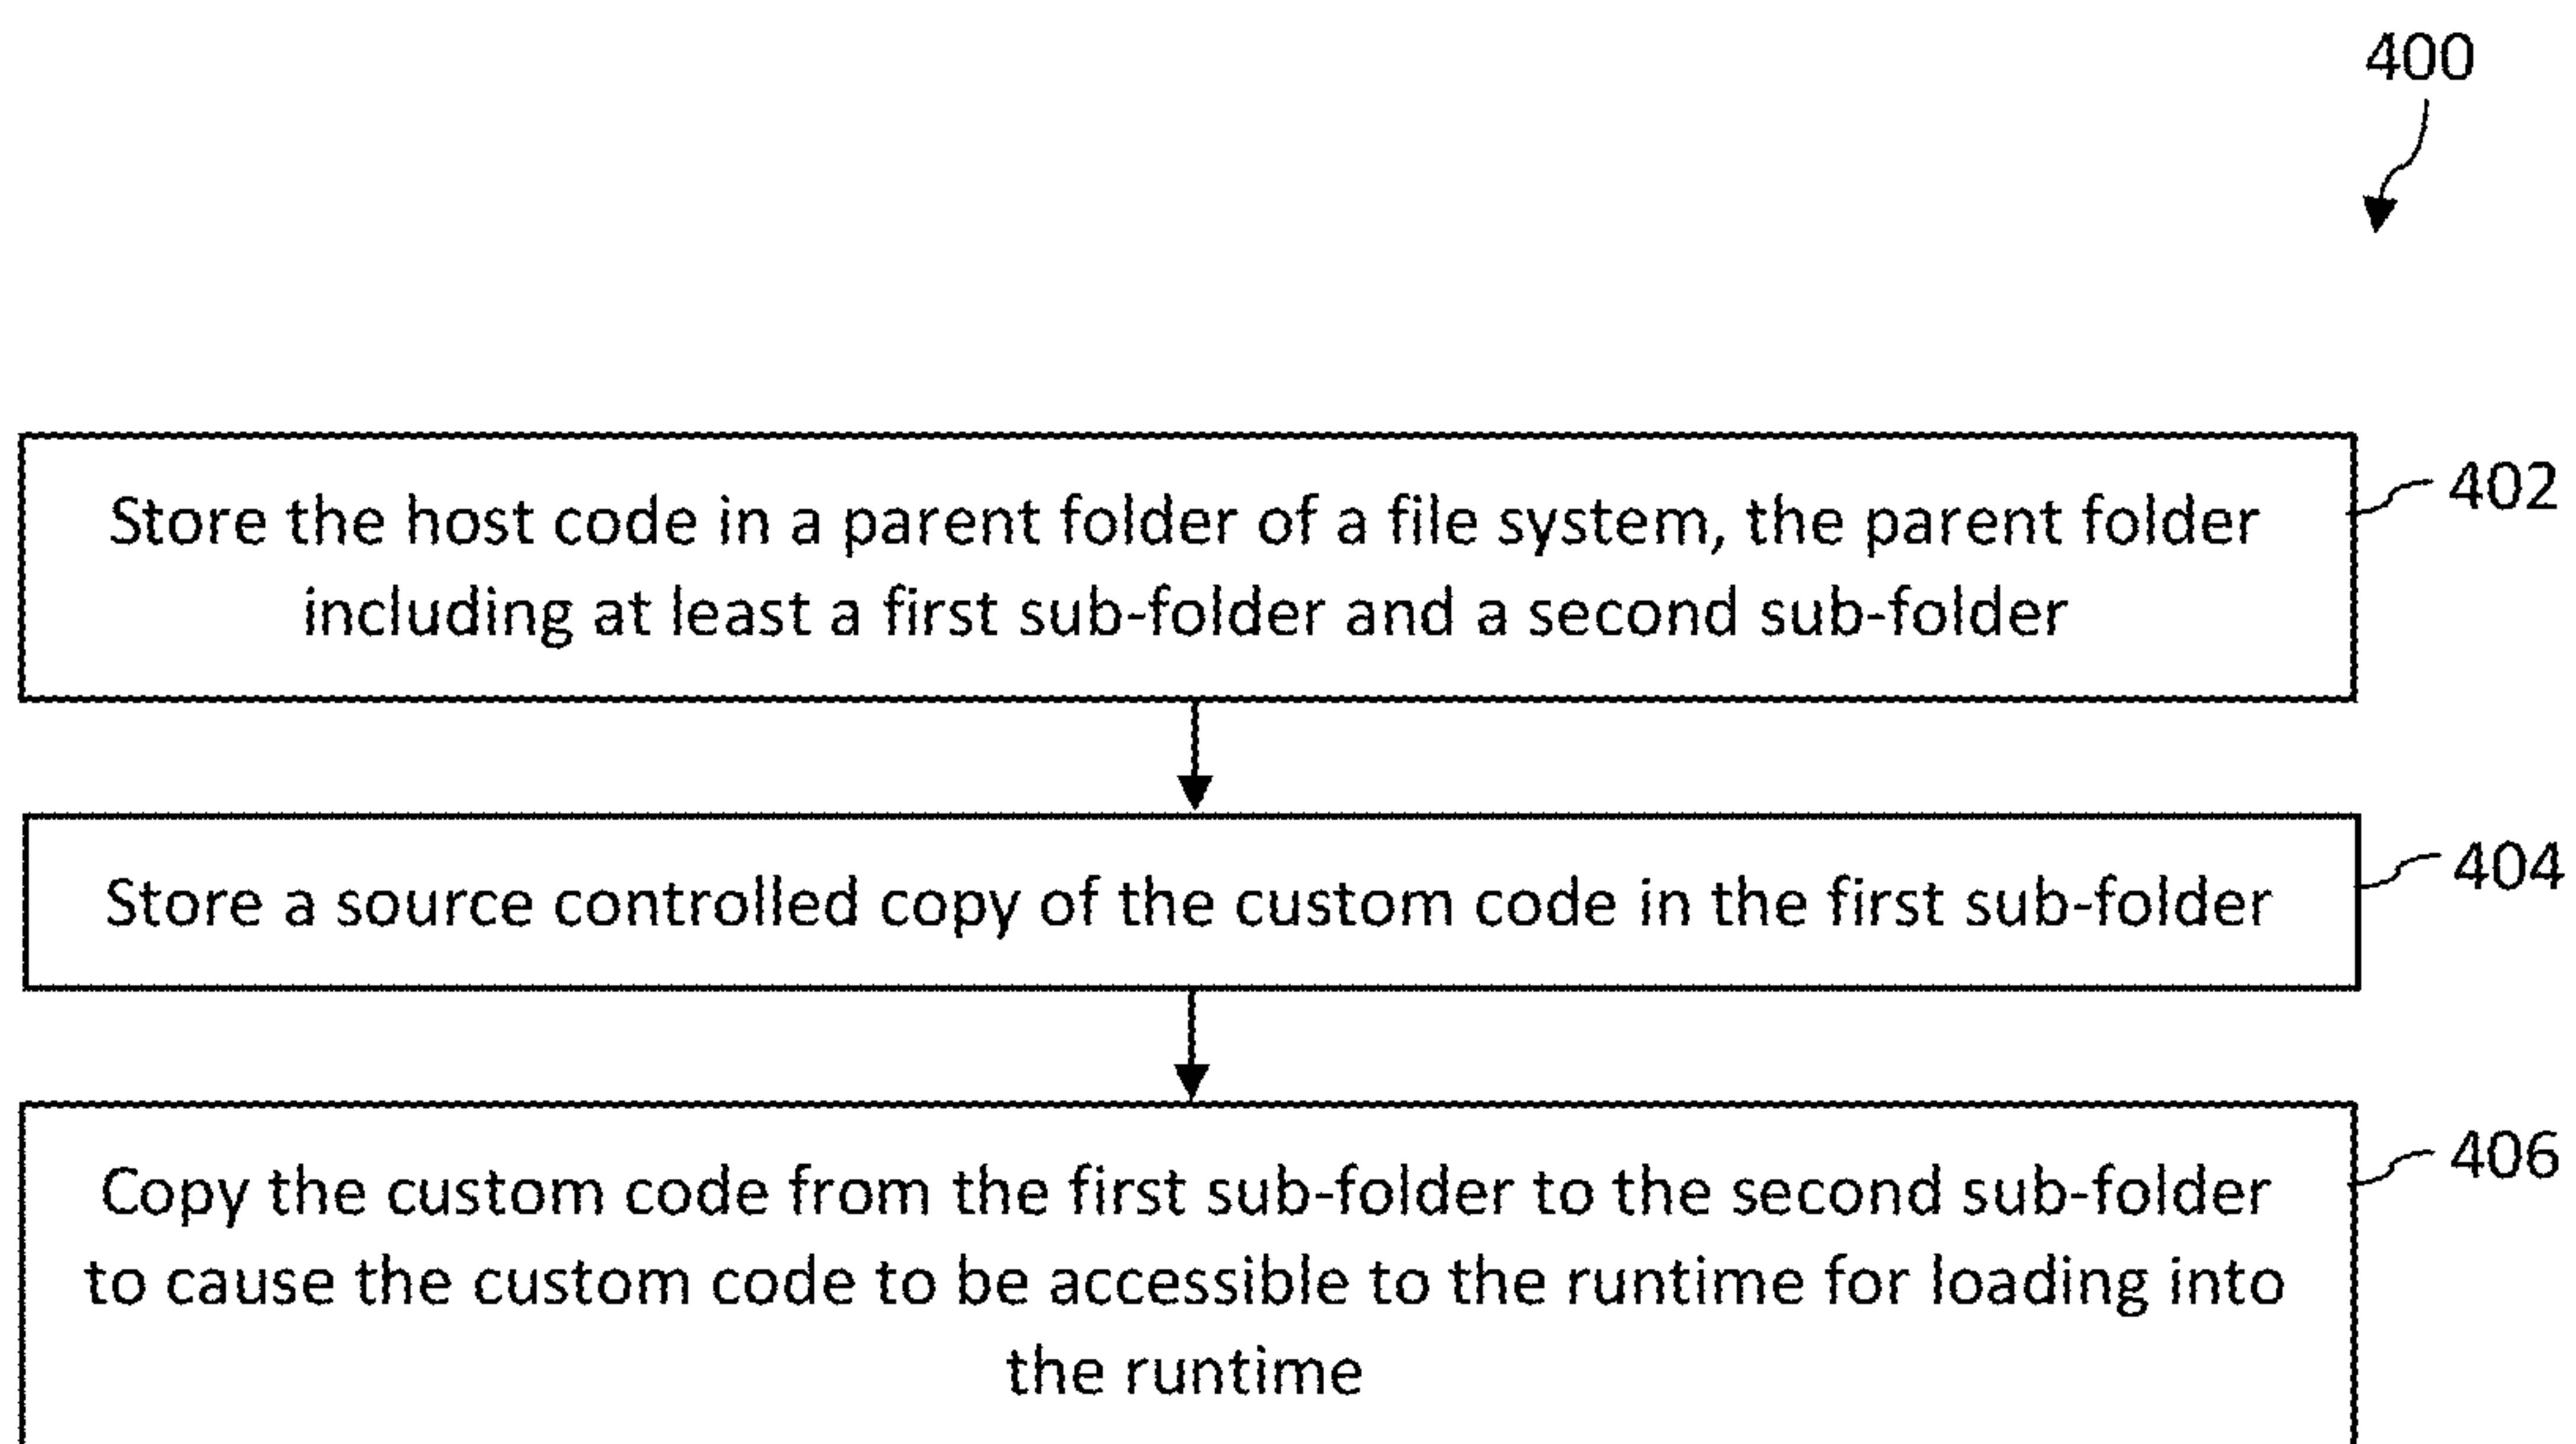 400
Store the host code in a parent folder of a file system, the parent folder
including at least a first sub-folder and a second sub-folder
402
Store a source controlled copy of the custom code in the first sub-folder
404
Copy the custom code from the first sub-folder to the second sub-folder
to cause the custom code to be accessible to the runtime for loading into
the runtime
406